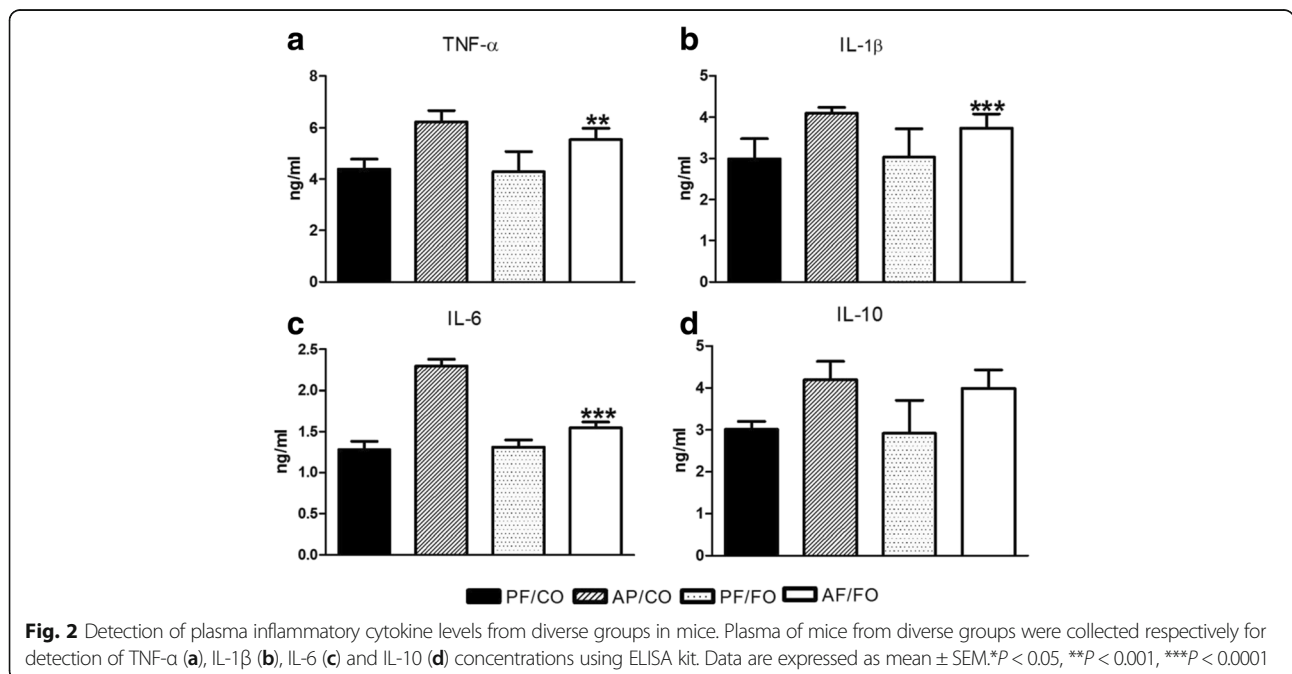 a
TNF-α
8
6
4
2
0
ng/ml
**
b
IL-1β
5
4
3
2
1
0
ng/ml
***
c
IL-6
2.5
2.0
1.5
1.0
0.5
0.0
ng/ml
***
d
IL-10
5
4
3
2
1
0
ng/ml
PF/CO AP/CO PF/FO AF/FO
Fig. 2 Detection of plasma inflammatory cytokine levels from diverse groups in mice. Plasma of mice from diverse groups were collected respectively for
detection of TNF-α (a), IL-1β (b), IL-6 (c) and IL-10 (d) concentrations using ELISA kit. Data are expressed as mean ± SEM.*P < 0.05, **P < 0.001, ***P < 0.0001